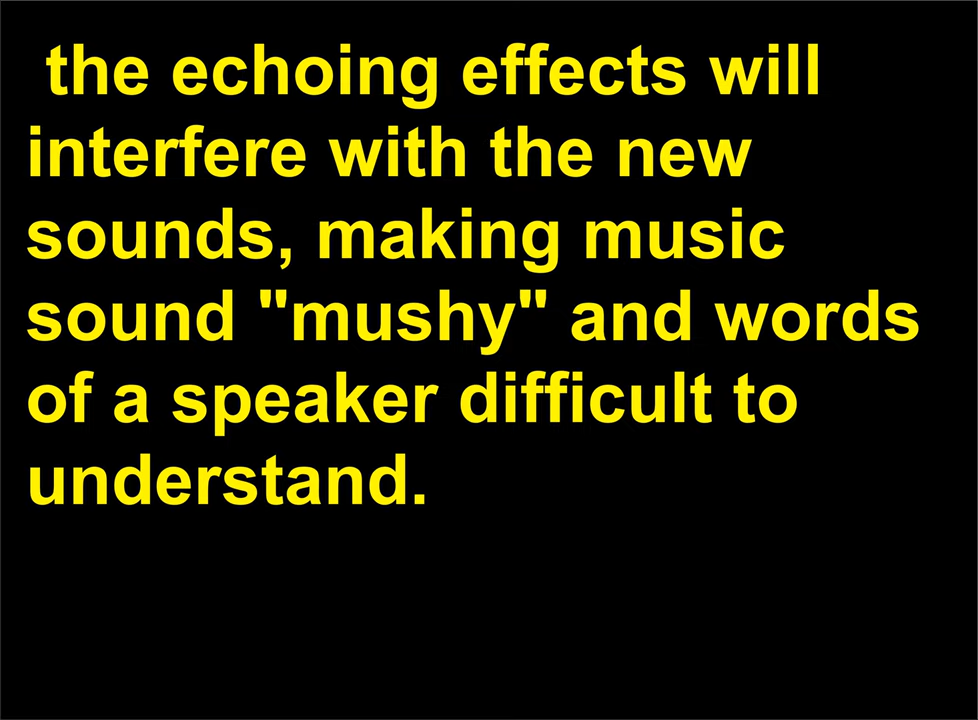 the echoing effects will
interfere with the new
sounds, making music
sound "mushy" and words
of a speaker difficult to
understand.